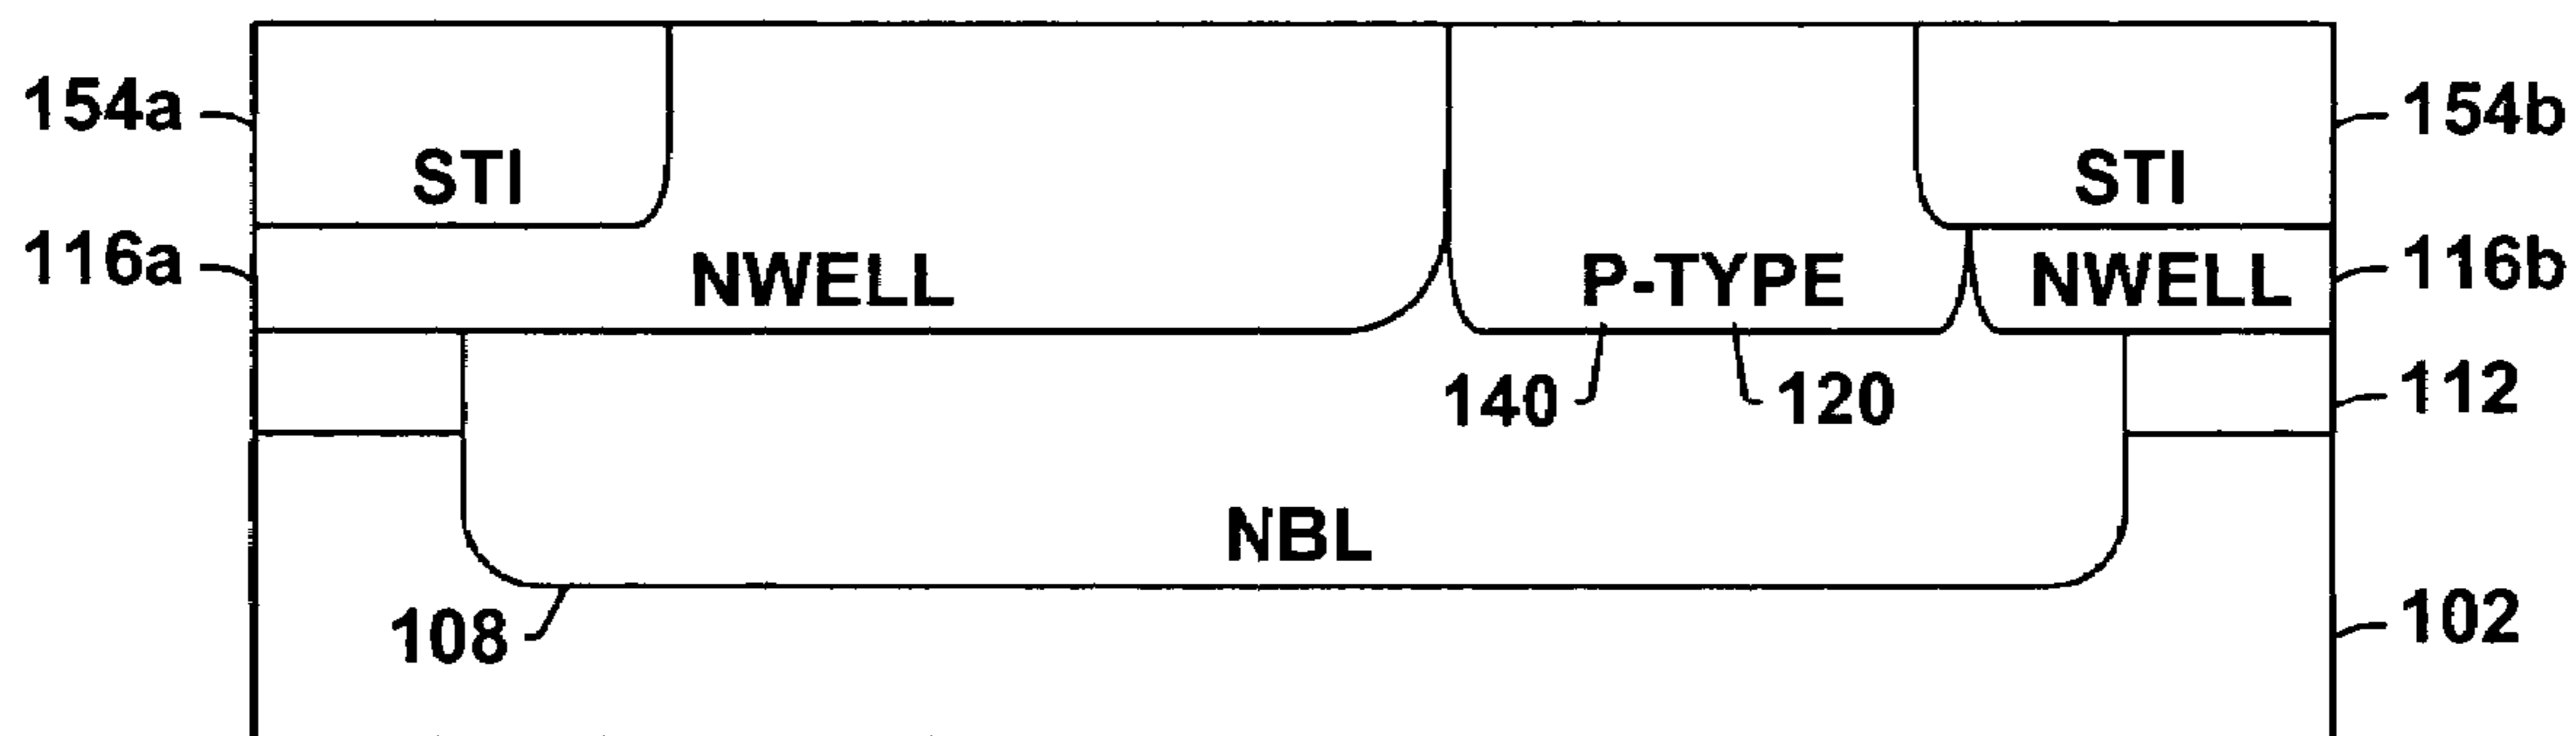 154a
154b
STI
STI
116a
NWELL
P-TYPE
NWELL
116b
140
120
112
NBL
108
102